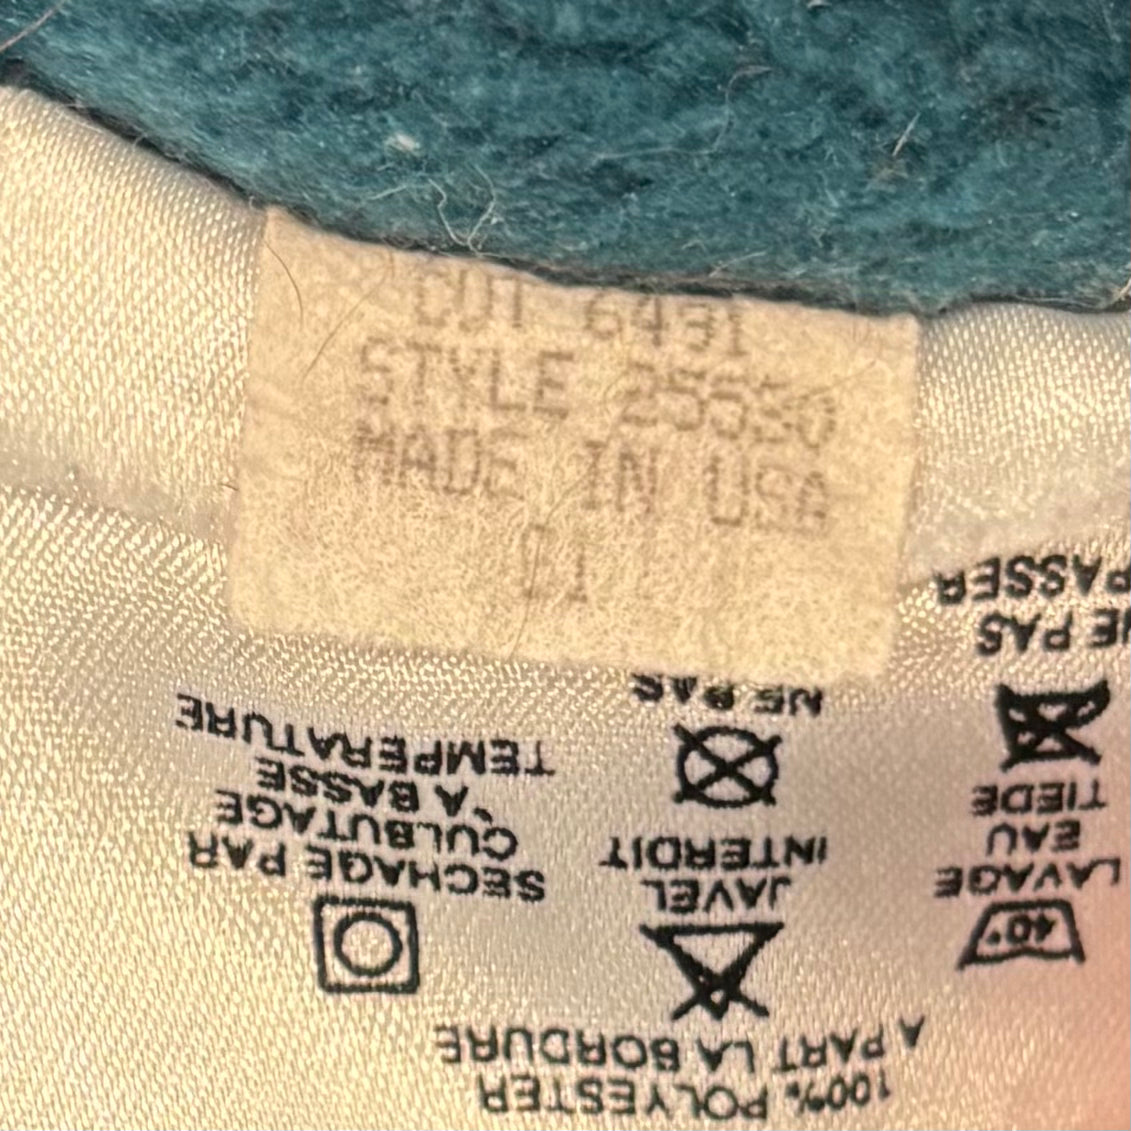 CUT 6431
STYLE 25550
MADE IN USA
100% POLYESTER
A PART LA BORDURE
40°
LAVAGE
EAU
TIEDE
NE PAS
REPASSER
JAVEL
INTERDIT
NE PAS
SECHAGE PAR
CULBUTAGE
À BASSE
TEMPERATURE